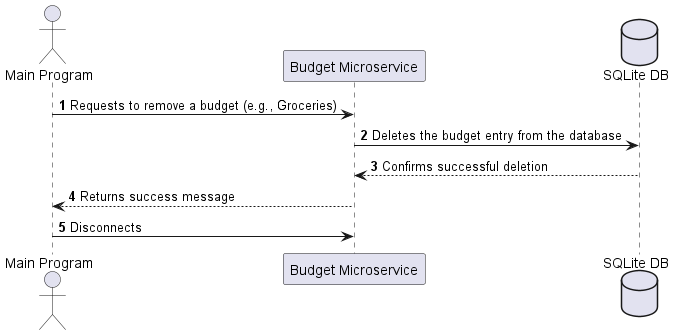 Main Program
Budget Microservice
SQLite DB
1 Requests to remove a budget (e.g., Groceries)
2 Deletes the budget entry from the database
3 Confirms successful deletion
4 Returns success message
5 Disconnects
Main Program
Budget Microservice
SQLite DB